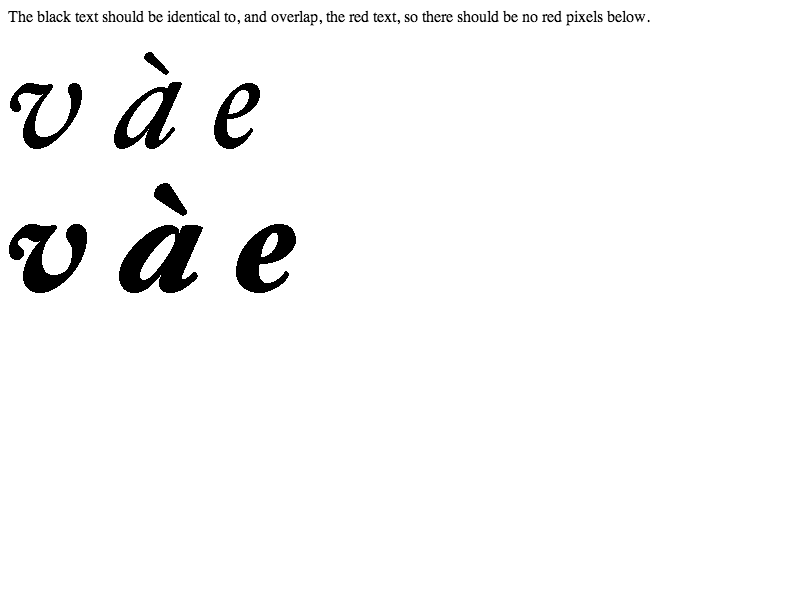 The black text should be identical to, and overlap, the red text, so there should be no red pixels below.
v à e
v à e